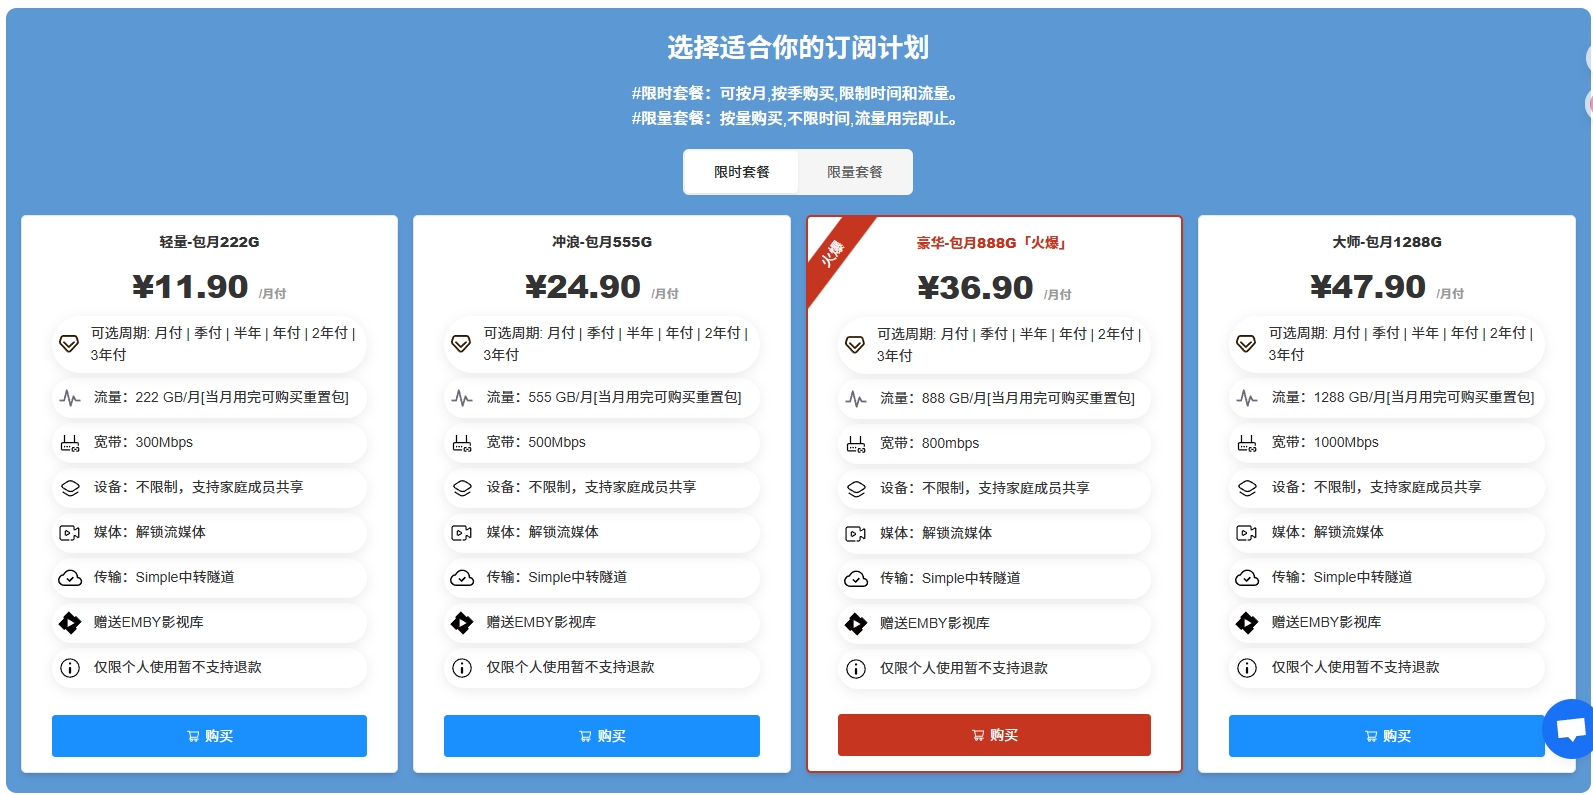 选择适合你的订阅计划
#限时套餐：可按月,按季购买,限制时间和流量。
#限量套餐：按量购买,不限时间,流量用完即止。
限时套餐
限量套餐
轻量-包月222G
¥11.90 /月付
可选周期: 月付 | 季付 | 半年 | 年付 | 2年付 |
3年付
流量：222 GB/月[当月用完可购买重置包]
宽带：300Mbps
设备：不限制，支持家庭成员共享
媒体：解锁流媒体
传输：Simple中转隧道
赠送EMBY影视库
仅限个人使用暂不支持退款
购买
冲浪-包月555G
¥24.90 /月付
可选周期: 月付 | 季付 | 半年 | 年付 | 2年付 |
3年付
流量：555 GB/月[当月用完可购买重置包]
宽带：500Mbps
设备：不限制，支持家庭成员共享
媒体：解锁流媒体
传输：Simple中转隧道
赠送EMBY影视库
仅限个人使用暂不支持退款
购买
火爆
豪华-包月888G「火爆」
¥36.90 /月付
可选周期: 月付 | 季付 | 半年 | 年付 | 2年付 |
3年付
流量：888 GB/月[当月用完可购买重置包]
宽带：800mbps
设备：不限制，支持家庭成员共享
媒体：解锁流媒体
传输：Simple中转隧道
赠送EMBY影视库
仅限个人使用暂不支持退款
购买
大师-包月1288G
¥47.90 /月付
可选周期: 月付 | 季付 | 半年 | 年付 | 2年付 |
3年付
流量：1288 GB/月[当月用完可购买重置包]
宽带：1000Mbps
设备：不限制，支持家庭成员共享
媒体：解锁流媒体
传输：Simple中转隧道
赠送EMBY影视库
仅限个人使用暂不支持退款
购买